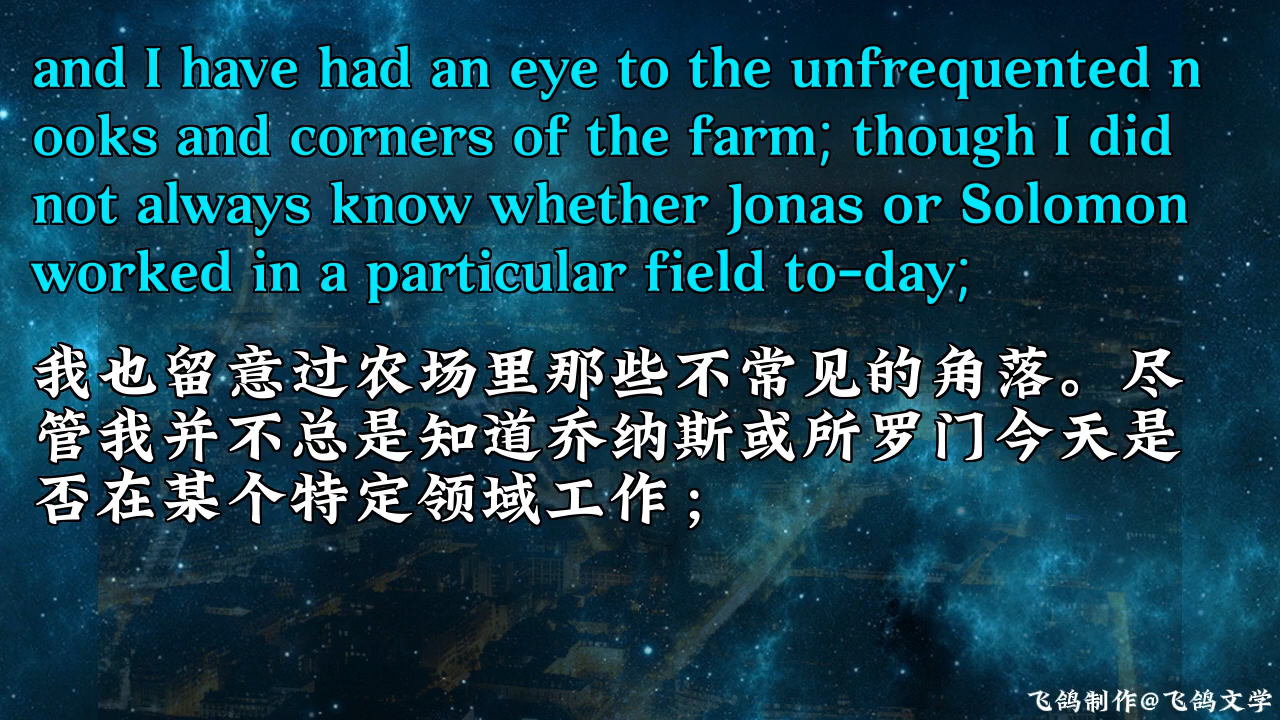 and I have had an eye to the unfrequented n
ooks and corners of the farm; though I did
not always know whether Jonas or Solomon
worked in a particular field to-day;
我也留意过农场里那些不常见的角落。尽
管我并不总是知道乔纳斯或所罗门今天是
否在某个特定领域工作；
飞鸽制作@飞鸽文学